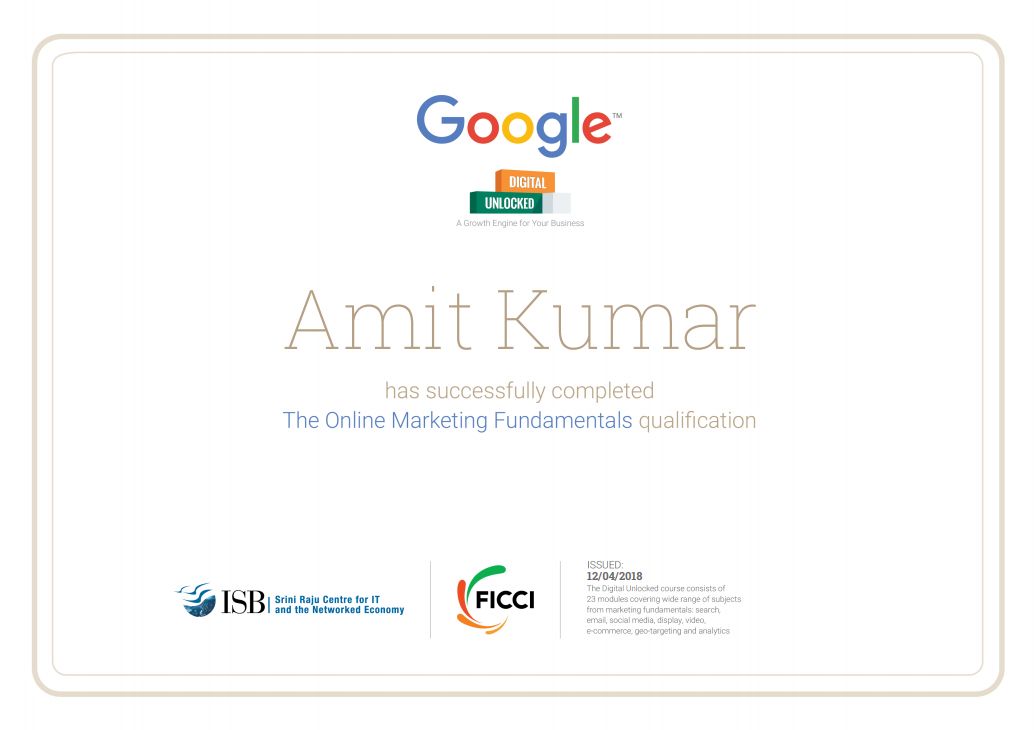 Google™
DIGITAL
UNLOCKED
A Growth Engine for Your Business
Amit Kumar
has successfully completed
The Online Marketing Fundamentals qualification
ISB
Srini Raju Centre for IT
and the Networked Economy
FICCI
ISSUED:
12/04/2018
The Digital Unlocked course consists of
23 modules covering wide range of subjects
from marketing fundamentals: search,
email, social media, display, video,
e-commerce, geo-targeting and analytics